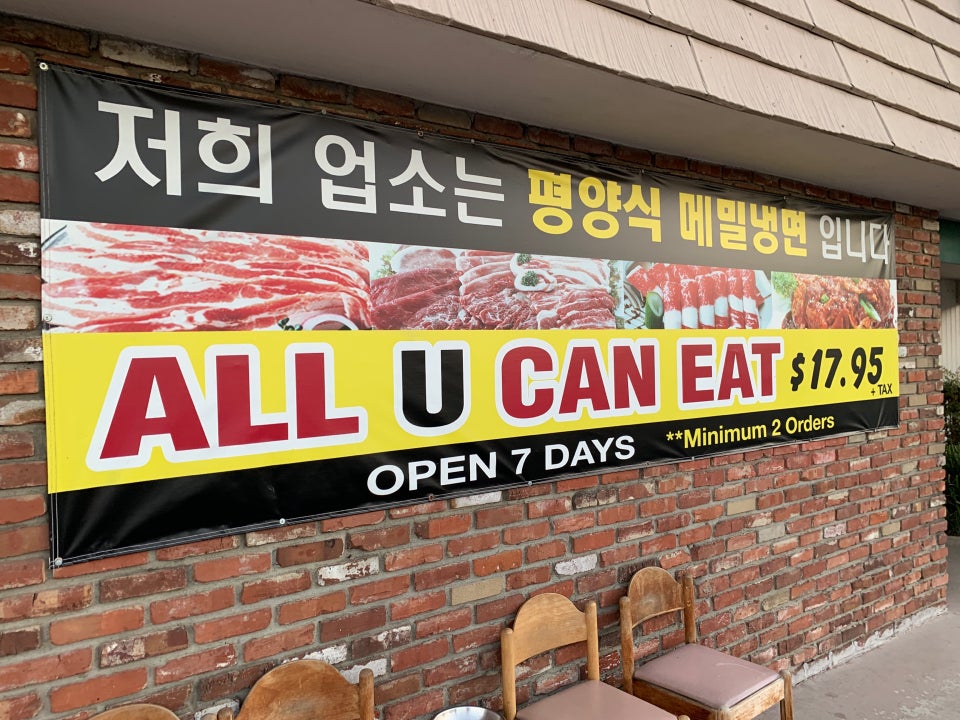 저희 업소는 평양식 메밀냉면 입니다
ALL U CAN EAT $17.95
+ TAX
OPEN 7 DAYS **Minimum 2 Orders